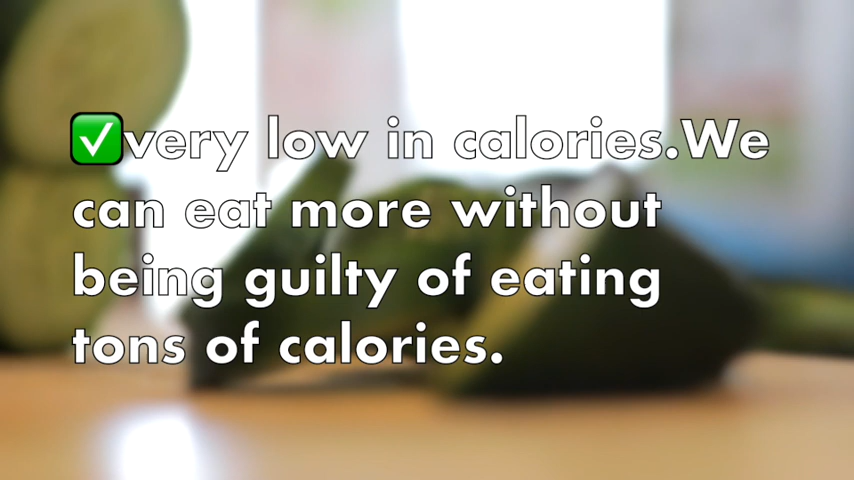 ✅very low in calories.We
can eat more without
being guilty of eating
tons of calories.